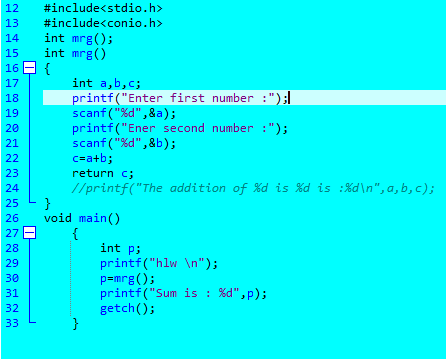 12 #include<stdio.h>
13 #include<conio.h>
14 int mrg();
15 int mrg()
16 {
17 int a,b,c;
18 printf("Enter first number :");
19 scanf("%d",&a);
20 printf("Ener second number :");
21 scanf("%d",&b);
22 c=a+b;
23 return c;
24 //printf("The addition of %d is %d is :%d\n",a,b,c);
25 }
26 void main()
27 {
28 int p;
29 printf("hlw \n");
30 p=mrg();
31 printf("Sum is : %d",p);
32 getch();
33 }